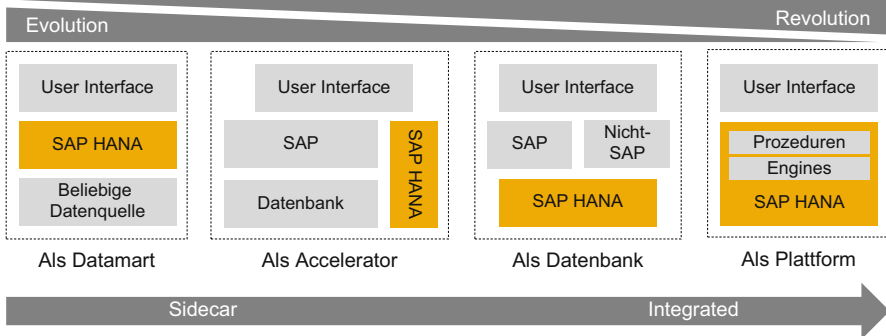 Evolution
Revolution
User Interface
SAP HANA
Beliebige
Datenquelle
Als Datamart
User Interface
SAP
Datenbank
SAP HANA
Als Accelerator
User Interface
SAP
Nicht-
SAP
SAP HANA
Als Datenbank
User Interface
Prozeduren
Engines
SAP HANA
Als Plattform
Sidecar
Integrated